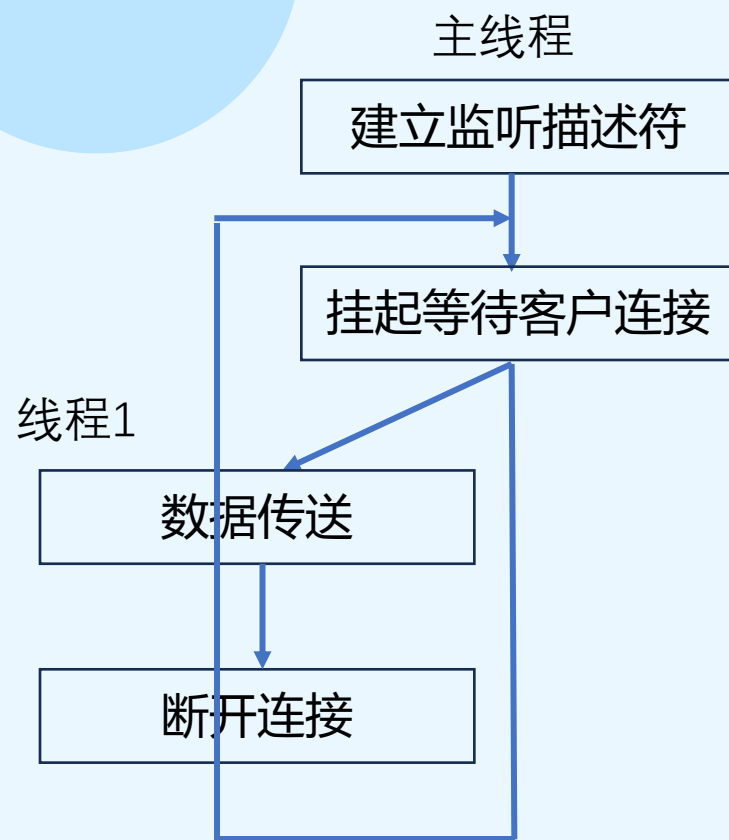 主线程
建立监听描述符
挂起等待客户连接
线程1
数据传送
断开连接